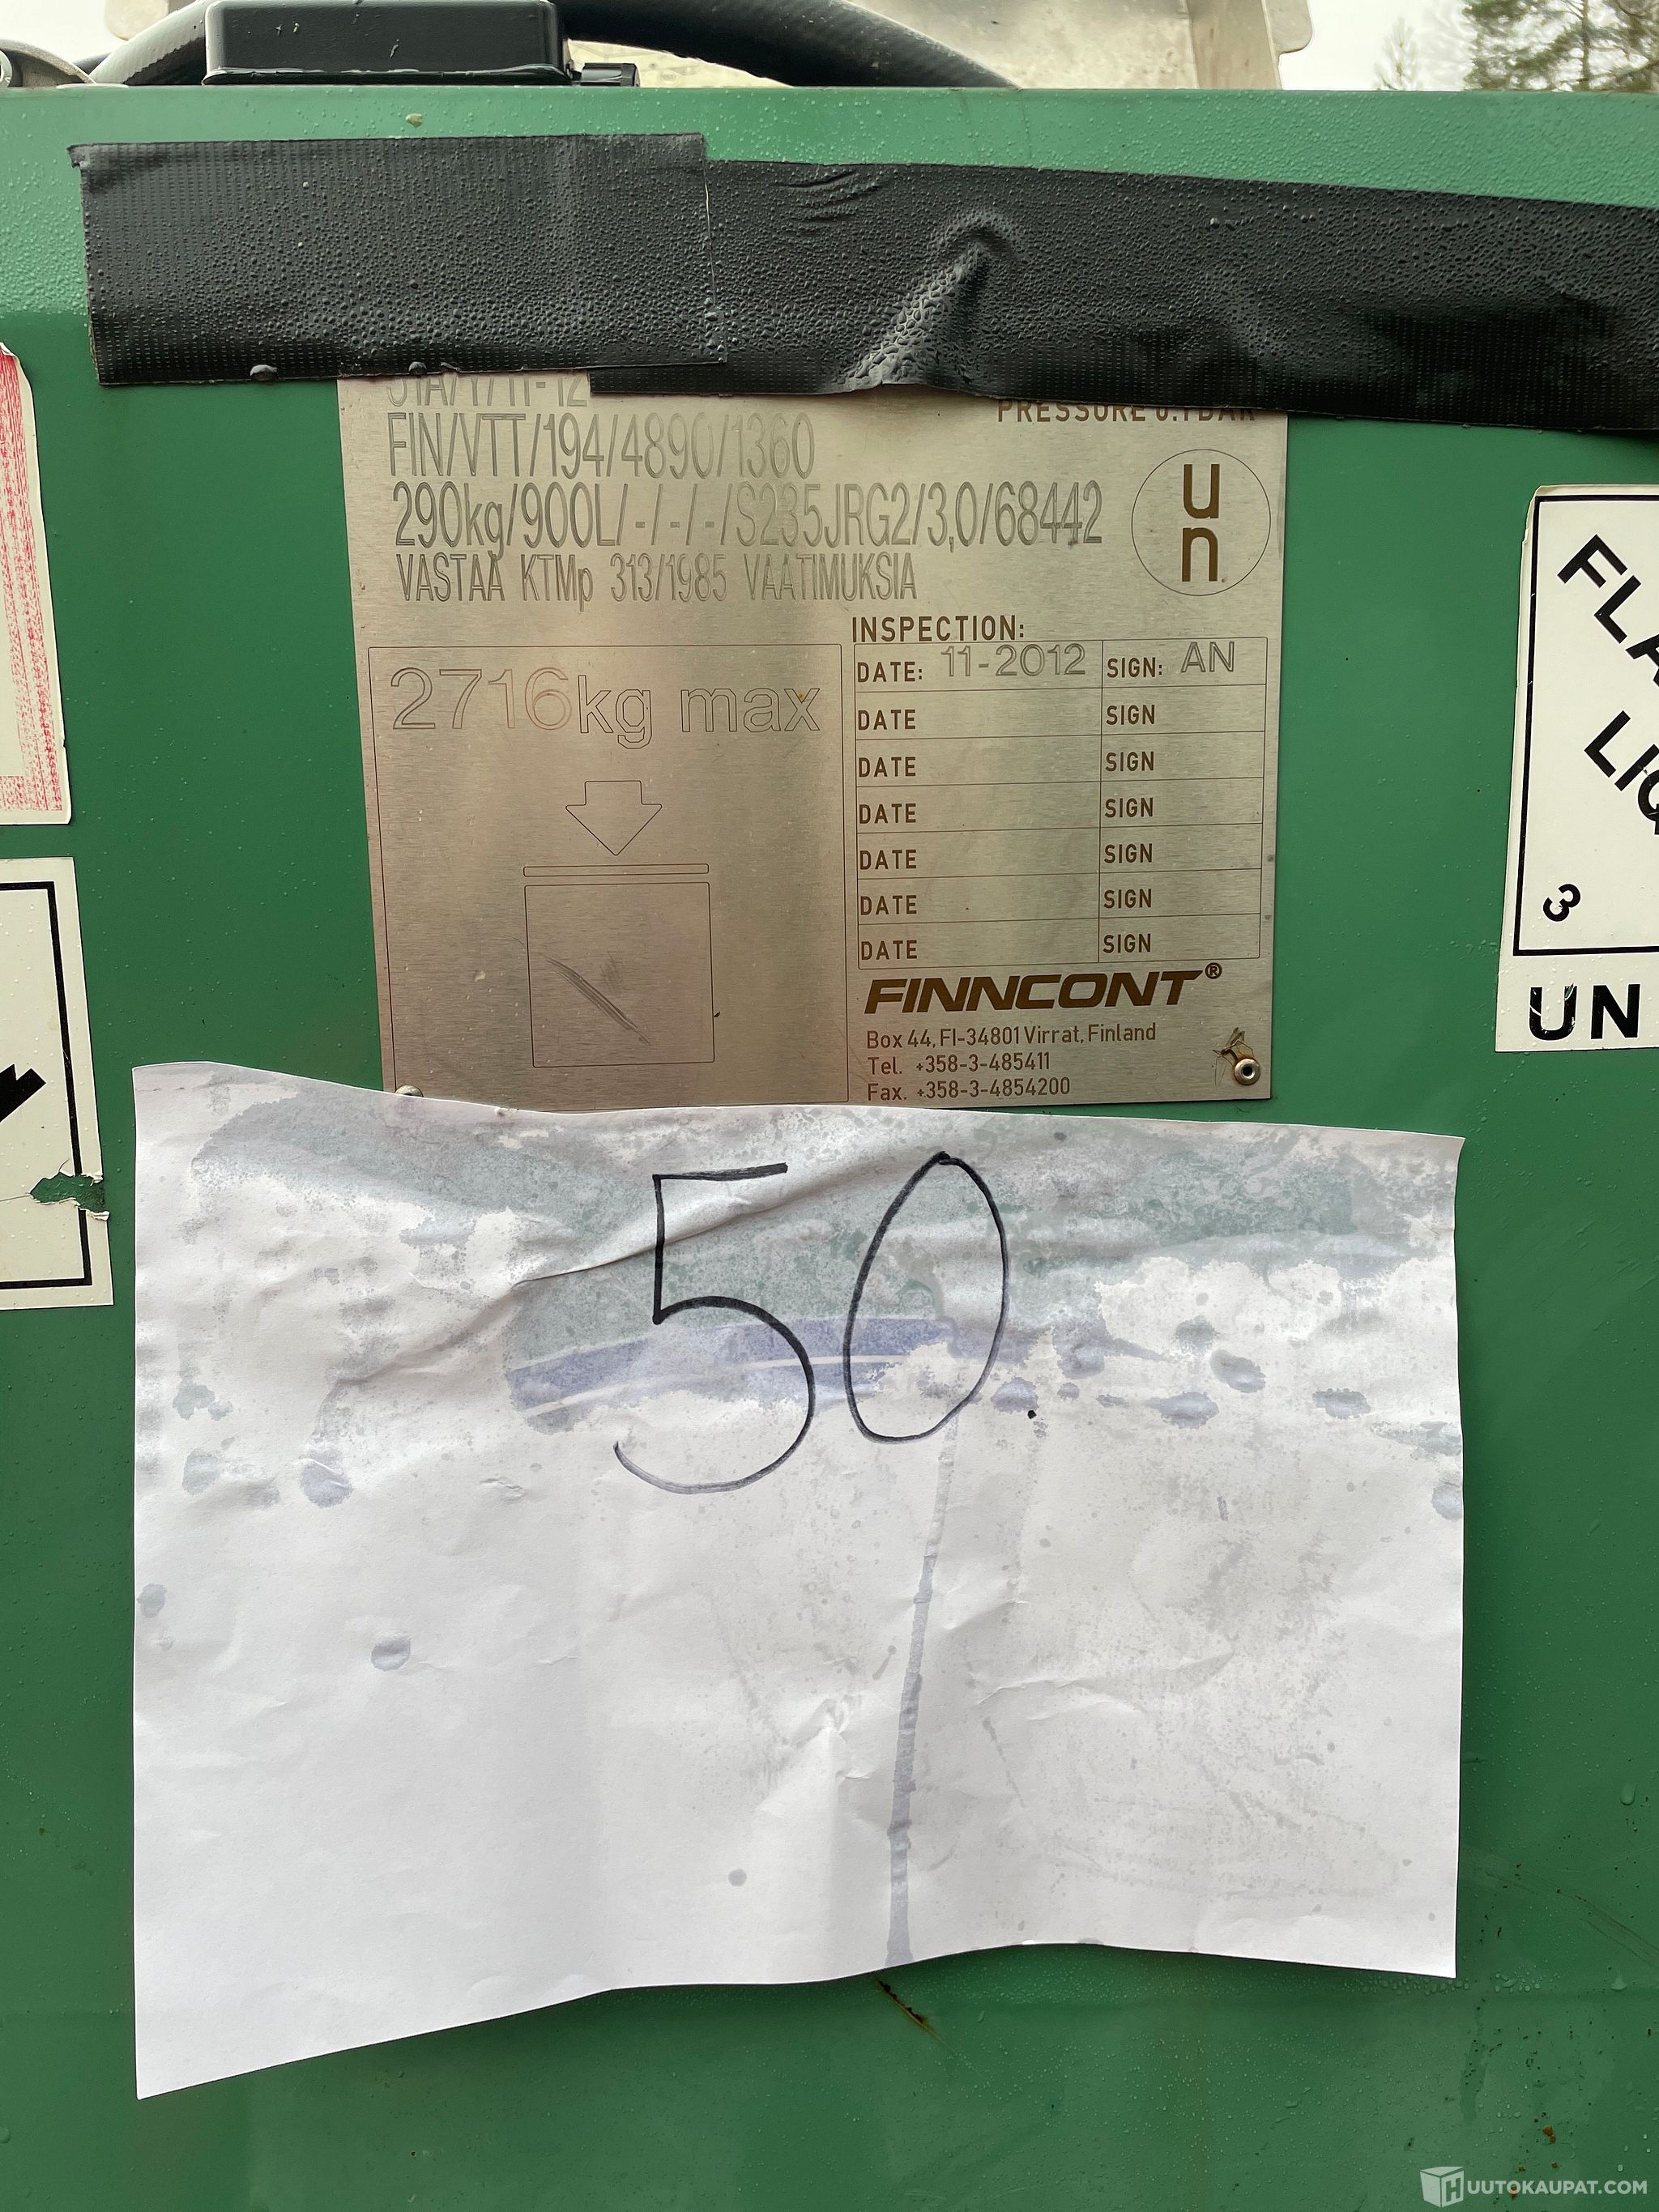 FIN/VTT/194/4890/1360
290kg/900L/-/-/-/S235JRG2/3,0/68442
VASTAA KTMp 313/1985 VAATIMUKSIA
PRESSURE 0.1 BAR
un
INSPECTION:
DATE: 11-2012 SIGN: AN
DATE SIGN
DATE SIGN
DATE SIGN
DATE SIGN
DATE SIGN
DATE SIGN
2716kg max
FINNCONT®
Box 44, FI-34801 Virrat, Finland
Tel. +358-3-485411
Fax. +358-3-4854200
3
UN
50
HUUTOKAUPAT.COM